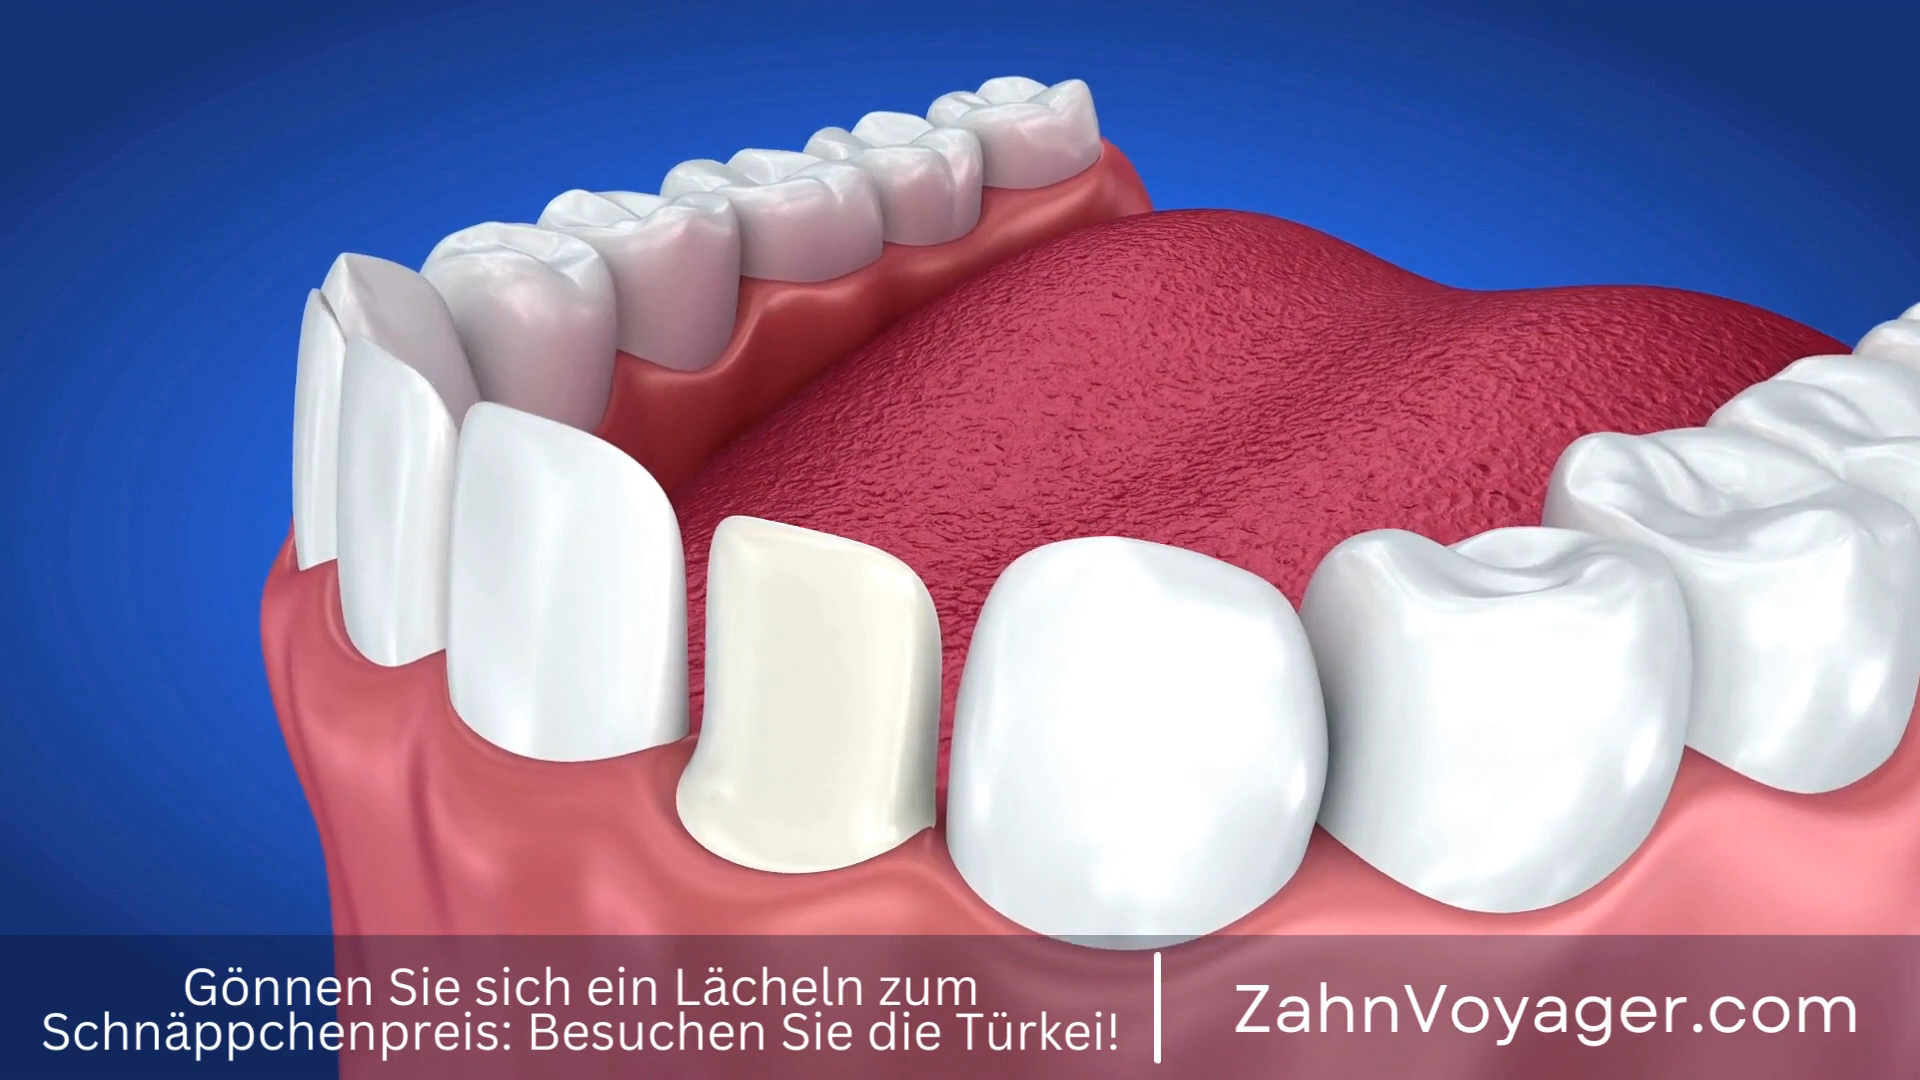 Gönnen Sie sich ein Lächeln zum
Schnäppchenpreis: Besuchen Sie die Türkei!
ZahnVoyager.com